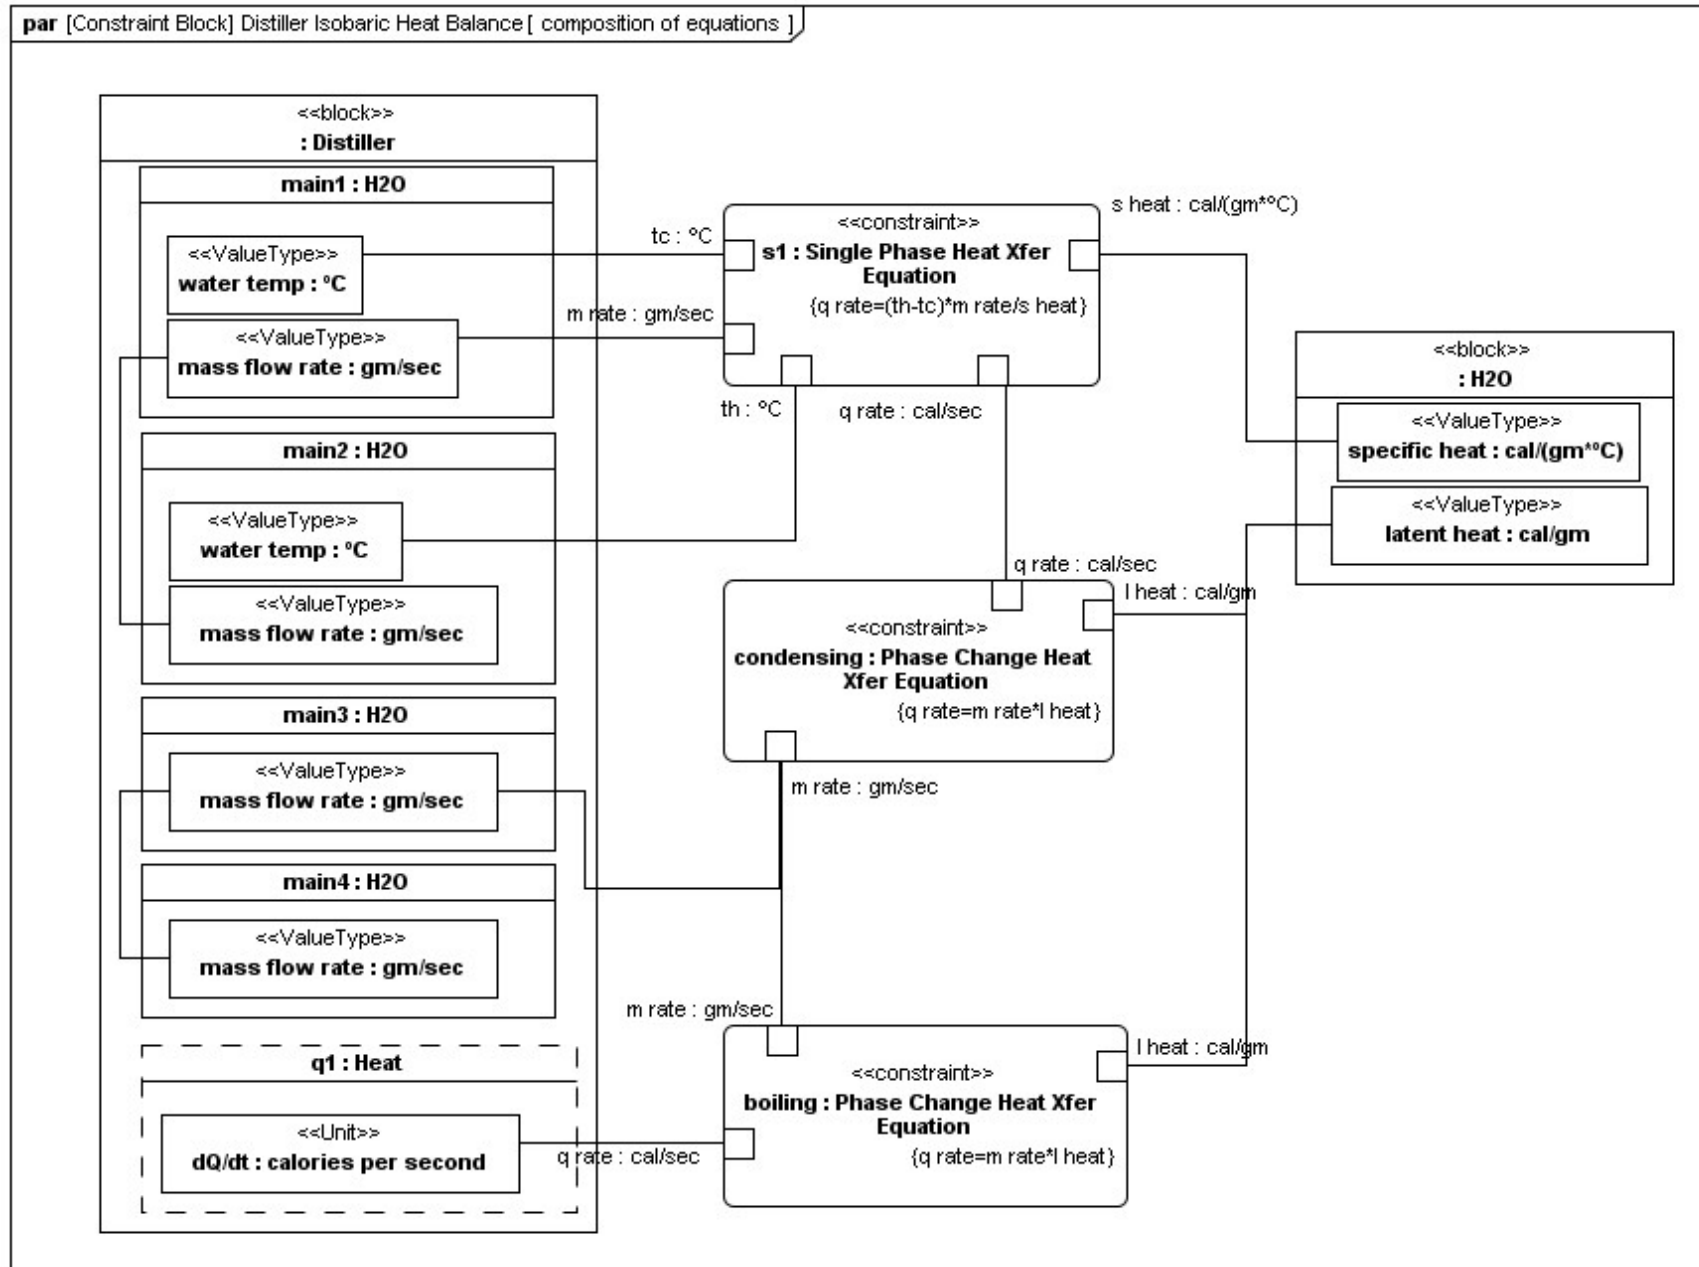 par [Constraint Block] Distiller Isobaric Heat Balance [ composition of equations ]
<<block>>
: Distiller
main1 : H2O
<<ValueType>>
water temp : ºC
<<ValueType>>
mass flow rate : gm/sec
main2 : H2O
<<ValueType>>
water temp : ºC
<<ValueType>>
mass flow rate : gm/sec
main3 : H2O
<<ValueType>>
mass flow rate : gm/sec
main4 : H2O
<<ValueType>>
mass flow rate : gm/sec
q1 : Heat
<<Unit>>
dQ/dt : calories per second
tc : ºC
m rate : gm/sec
th : ºC
q rate : cal/sec
s heat : cal/(gm*ºC)
<<constraint>>
s1 : Single Phase Heat Xfer
Equation
{q rate=(th-tc)*m rate/s heat}
q rate : cal/sec
l heat : cal/gm
<<constraint>>
condensing : Phase Change Heat
Xfer Equation
{q rate=m rate*l heat}
m rate : gm/sec
m rate : gm/sec
l heat : cal/gm
q rate : cal/sec
<<constraint>>
boiling : Phase Change Heat Xfer
Equation
{q rate=m rate*l heat}
<<block>>
: H2O
<<ValueType>>
specific heat : cal/(gm*ºC)
<<ValueType>>
latent heat : cal/gm